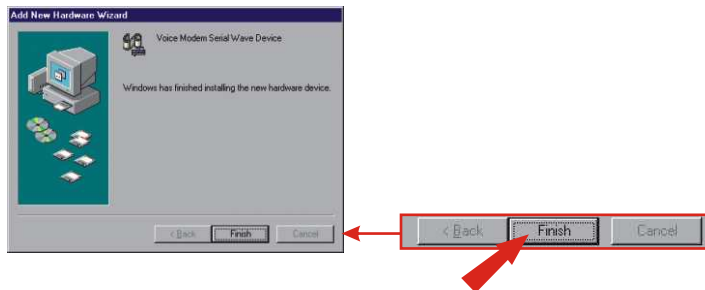 Add New Hardware Wizard
Voice Modem Serial Wave Device
Windows has finished installing the new hardware device.
< Back Finish Cancel
< Back Finish Cancel